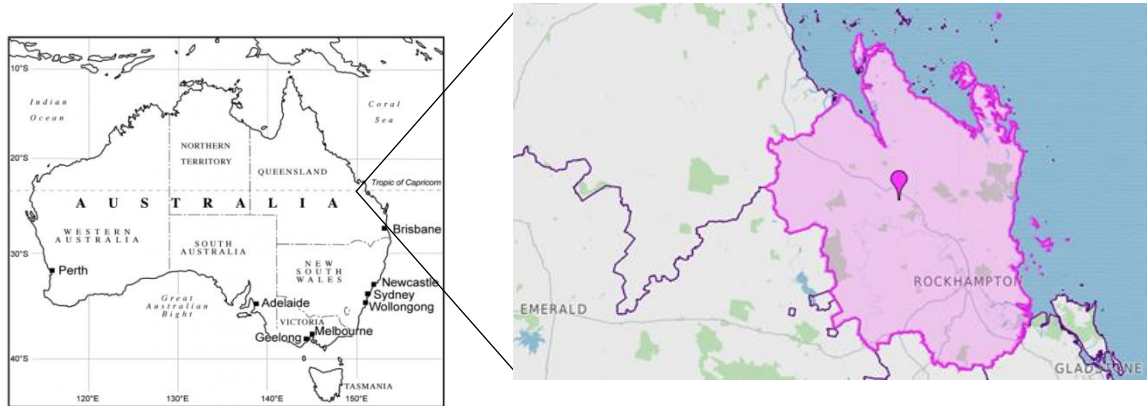 10°S
Indian
Ocean
Coral
Sea
NORTHERN
TERRITORY
20°S
QUEENSLAND
Tropic of Capricorn
AUSTRALIA
WESTERN
AUSTRALIA
Brisbane
SOUTH
AUSTRALIA
30°S
Perth
NEW
SOUTH
WALES
Newcastle
Sydney
Wollongong
Great
Australian
Bight
Adelaide
VICTORIA
Melbourne
Geelong
40°S
TASMANIA
120°E
130°E
140°E
150°E
ROCKHAMPTON
EMERALD
GLADSTONE